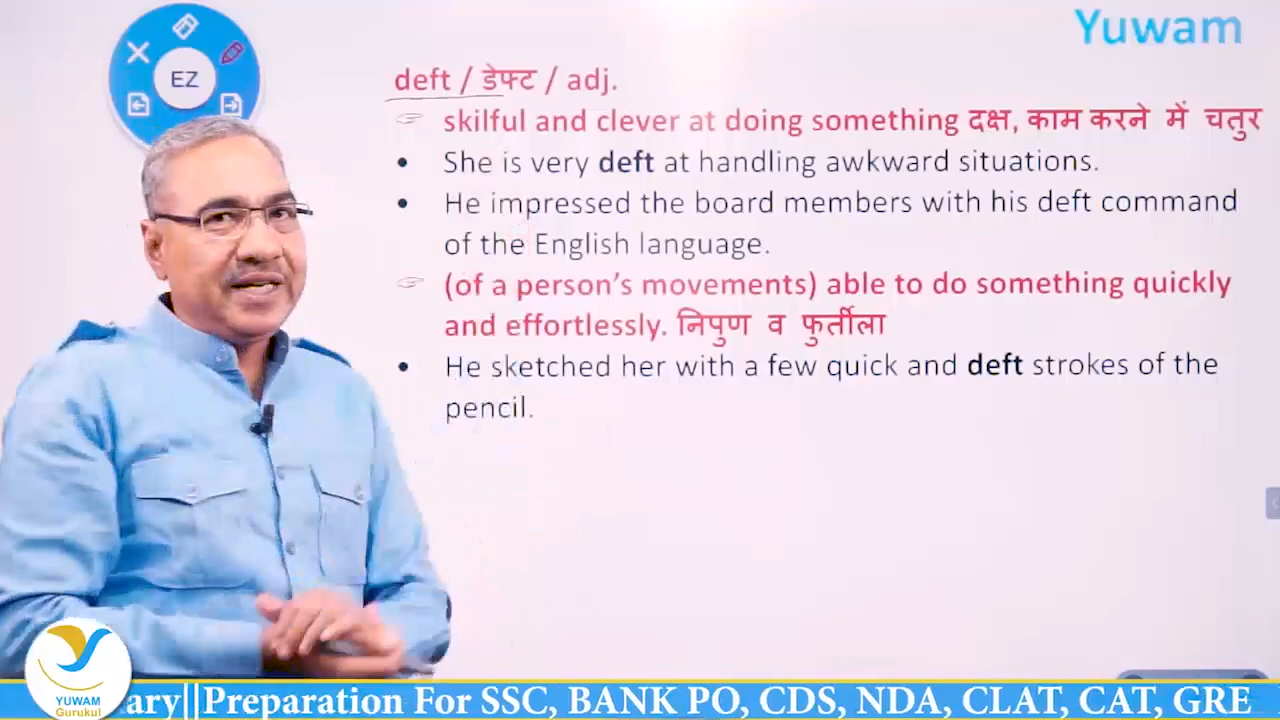 Yuwam
EZ
deft / डेफ्ट / adj.
☞ skilful and clever at doing something दक्ष, काम करने में चतुर
• She is very deft at handling awkward situations.
• He impressed the board members with his deft command
of the English language.
☞ (of a person’s movements) able to do something quickly
and effortlessly. निपुण व फुर्तीला
• He sketched her with a few quick and deft strokes of the
pencil.
YUWAM
Gurukul
ary||Preparation For SSC, BANK PO, CDS, NDA, CLAT, CAT, GRE